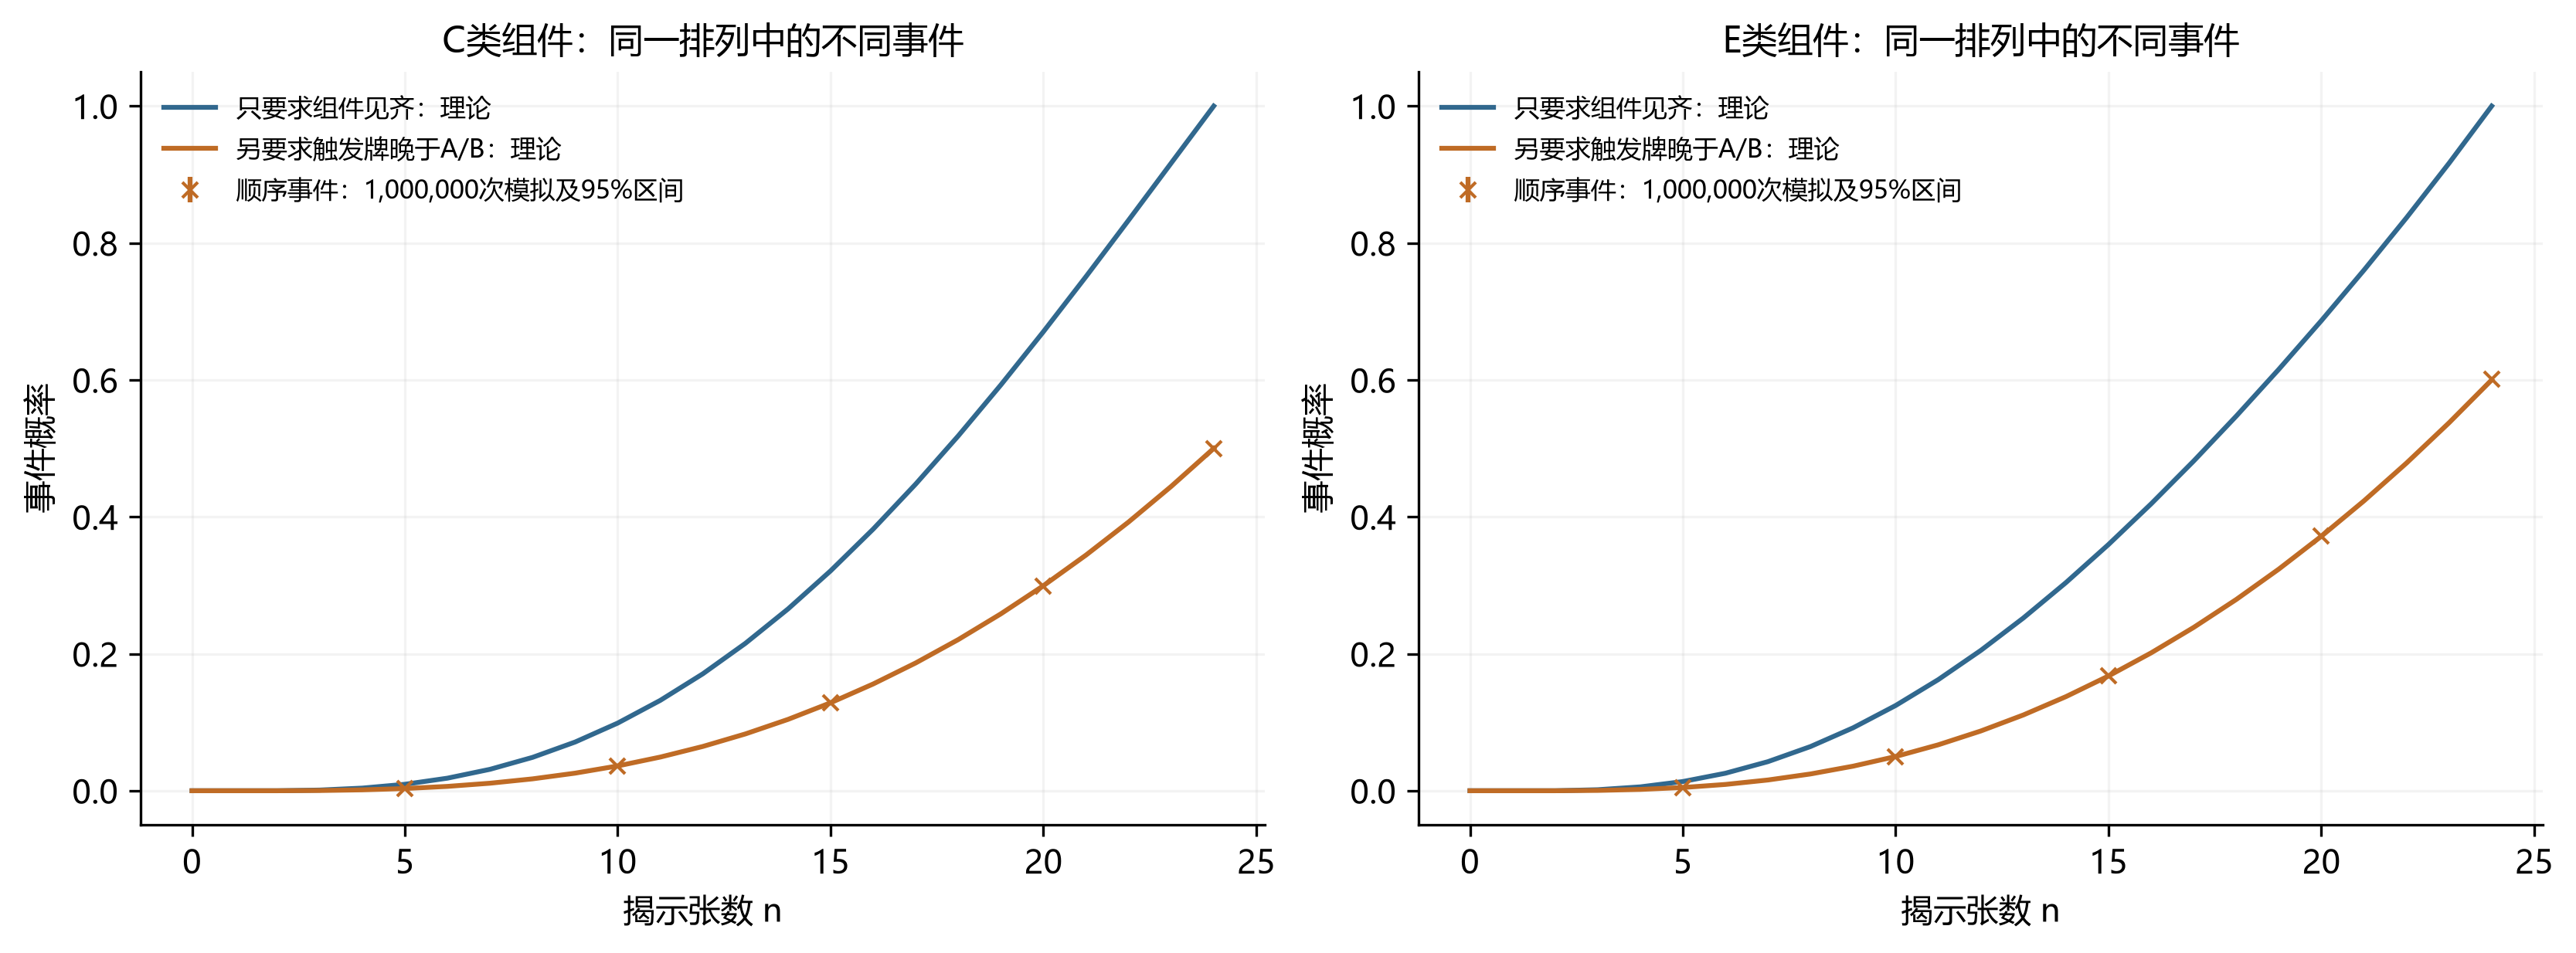 C类组件：同一排列中的不同事件
1.0
0.8
0.6
0.4
0.2
0.0
事件概率
只要求组件见齐：理论
另要求触发牌晚于A/B：理论
顺序事件：1,000,000次模拟及95%区间
0 5 10 15 20 25
揭示张数 n
E类组件：同一排列中的不同事件
1.0
0.8
0.6
0.4
0.2
0.0
事件概率
只要求组件见齐：理论
另要求触发牌晚于A/B：理论
顺序事件：1,000,000次模拟及95%区间
0 5 10 15 20 25
揭示张数 n